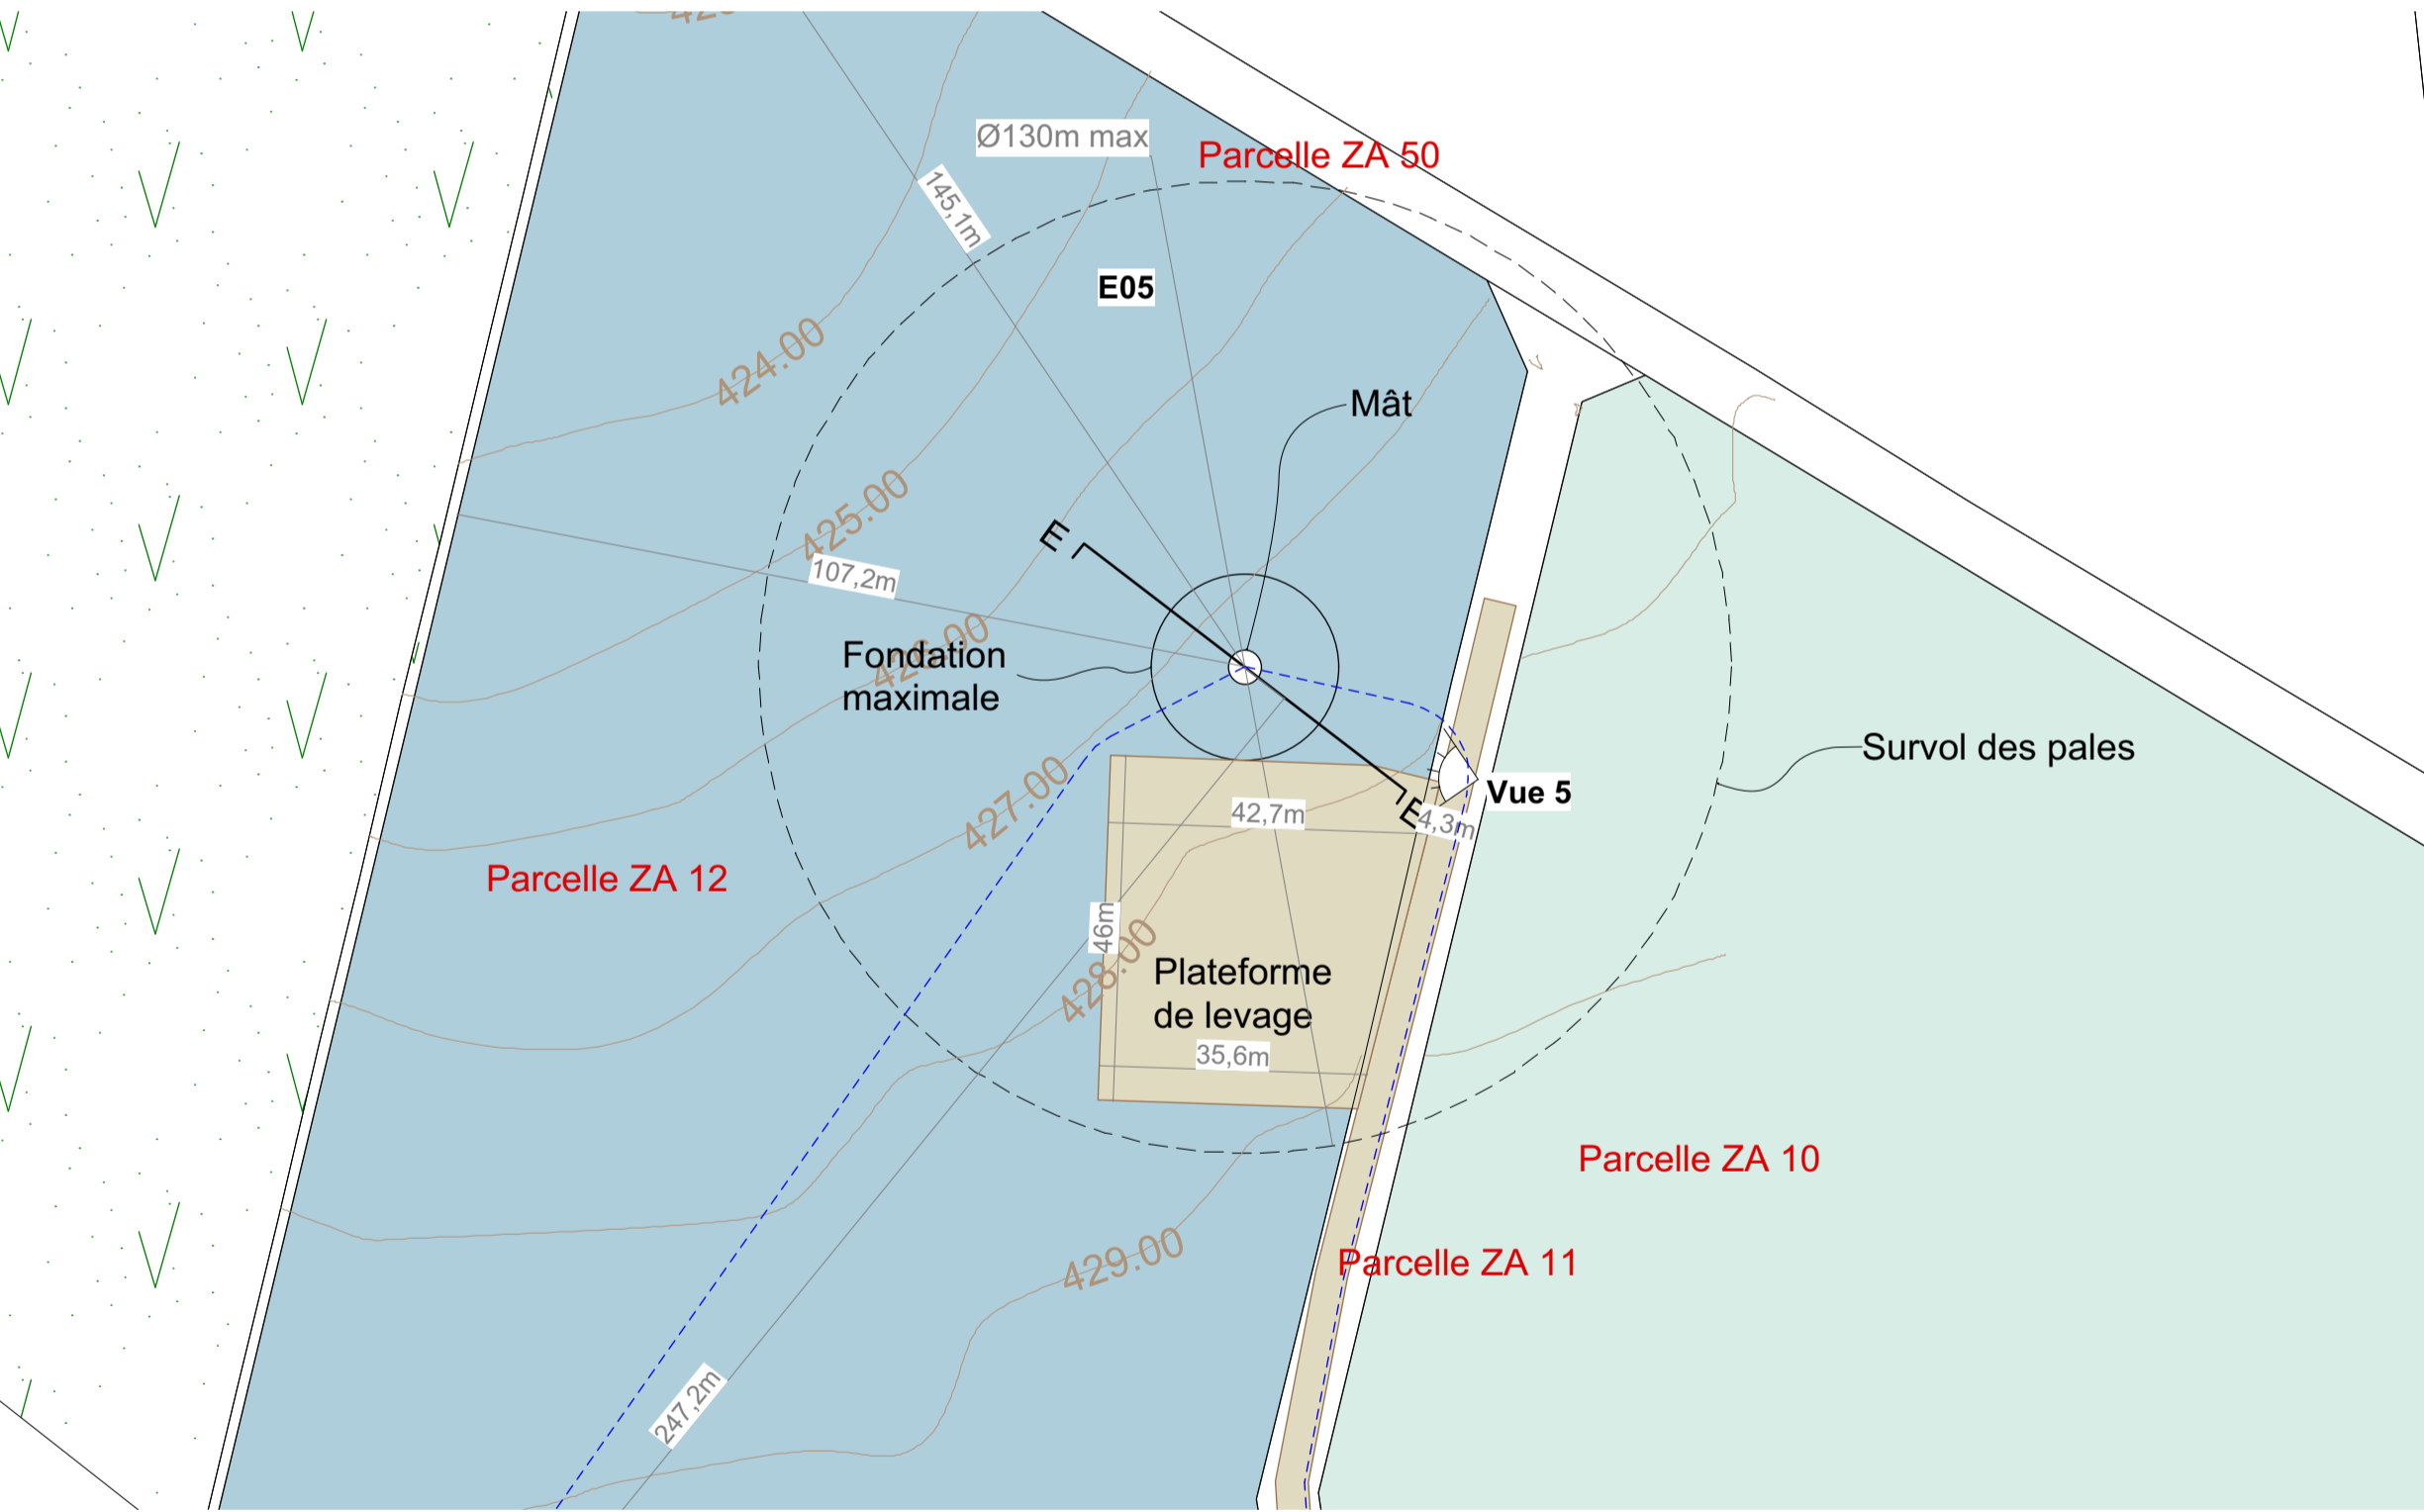 Ø130m max
Parcelle ZA 50
145,1m
E05
424.00
Mât
425.00
E
107,2m
426.00
Fondation
maximale
Survol des pales
427.00
Vue 5
42,7m
E
4,3m
Parcelle ZA 12
46m
428.00
Plateforme
de levage
35,6m
Parcelle ZA 10
429.00
Parcelle ZA 11
247,2m